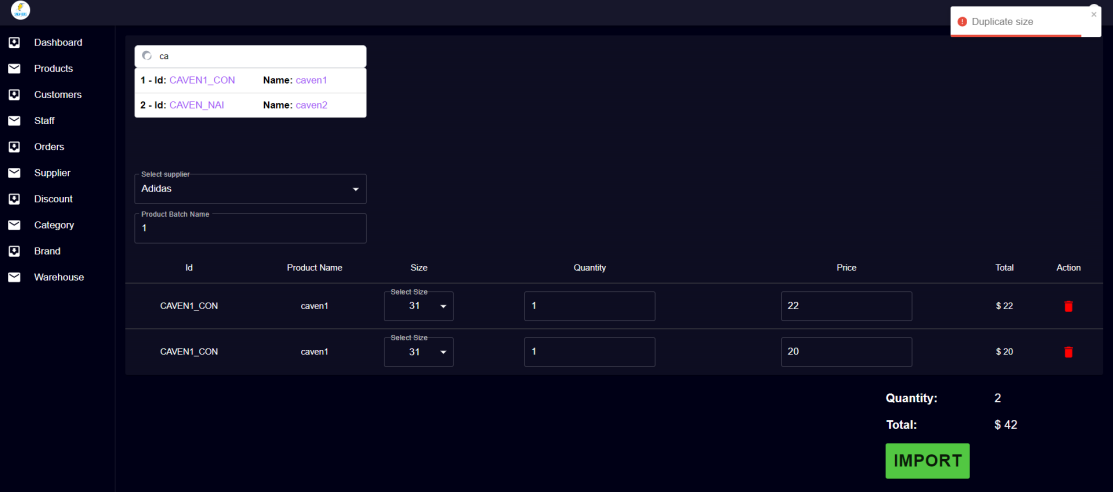 Duplicate size
Dashboard
Products
Customers
Staff
Orders
Supplier
Discount
Category
Brand
Warehouse
ca
1 - Id: CAVEN1_CON Name: caven1
2 - Id: CAVEN_NAI Name: caven2
Select supplier
Adidas
Product Batch Name
1
Id Product Name Size Quantity Price Total Action
Select Size
CAVEN1_CON caven1 31 1 22 $ 22
Select Size
CAVEN1_CON caven1 31 1 20 $ 20
Quantity: 2
Total: $ 42
IMPORT